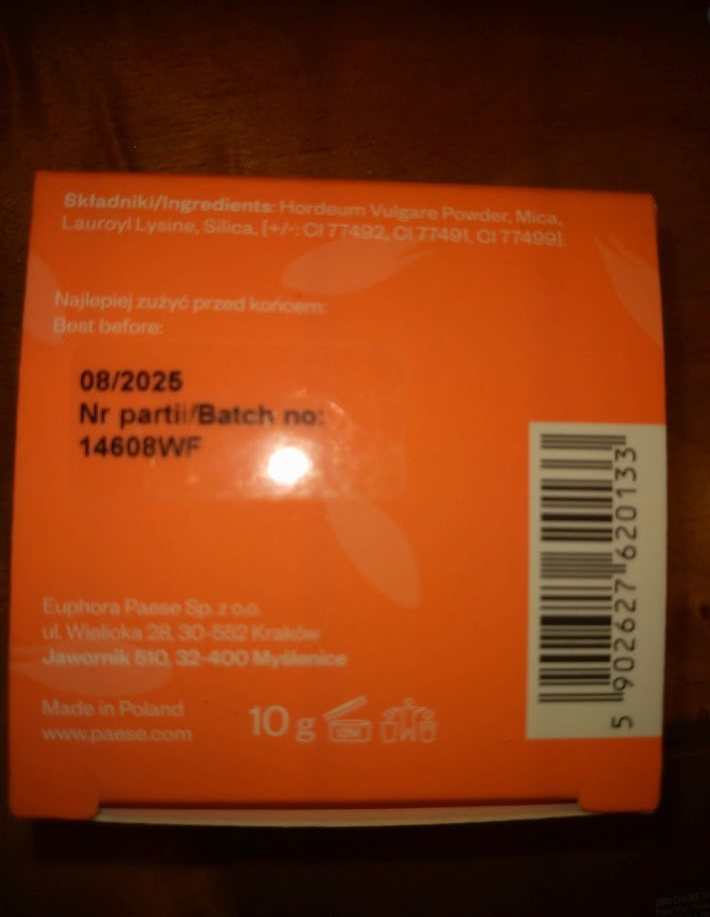 Składniki/Ingredients: Hordeum Vulgare Powder, Mica,
Lauroyl Lysine, Silica, [+/-: CI 77492, CI 77491, CI 77499].
Najlepiej zużyć przed końcem:
Best before:
08/2025
Nr partii/Batch no:
14608WF
Euphora Paese Sp. z o.o.
ul. Wielicka 28, 30-552 Kraków
Jawornik 510, 32-400 Myślenice
Made in Poland
www.paese.com
10 g
5 902627 620133